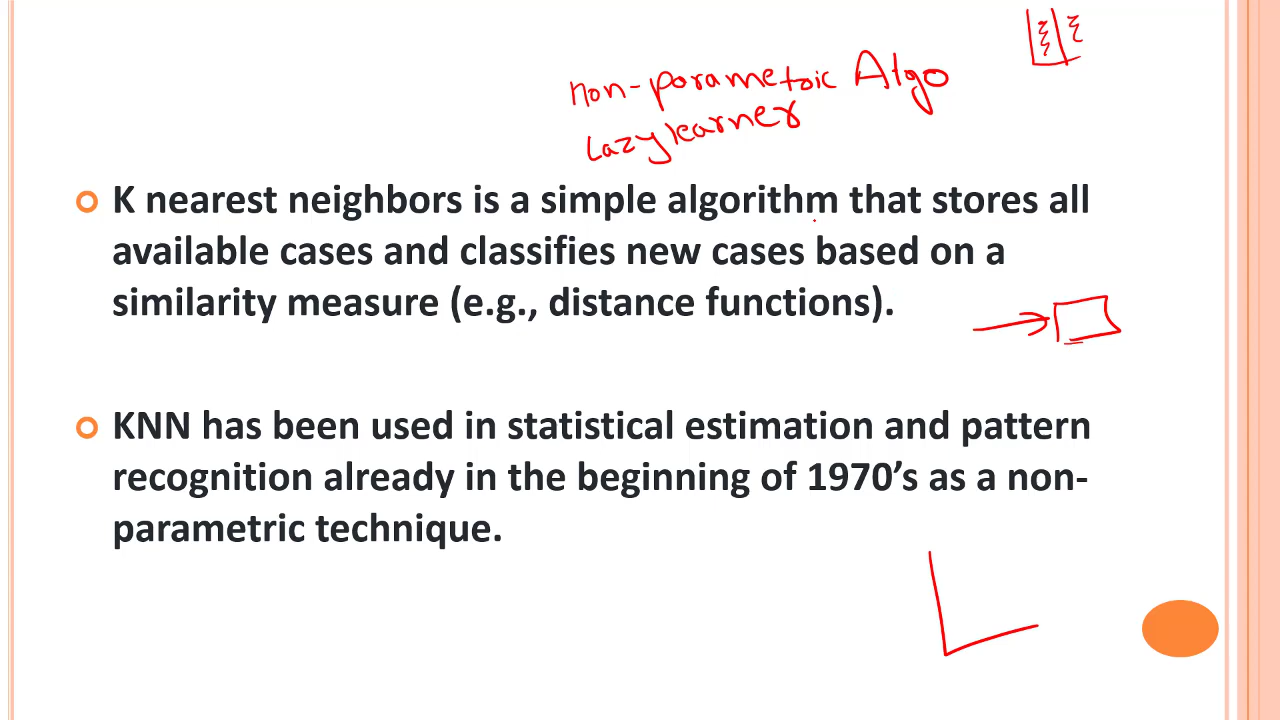 non-parametric Algo
Lazy learner
K nearest neighbors is a simple algorithm that stores all
available cases and classifies new cases based on a
similarity measure (e.g., distance functions).
KNN has been used in statistical estimation and pattern
recognition already in the beginning of 1970’s as a non-
parametric technique.